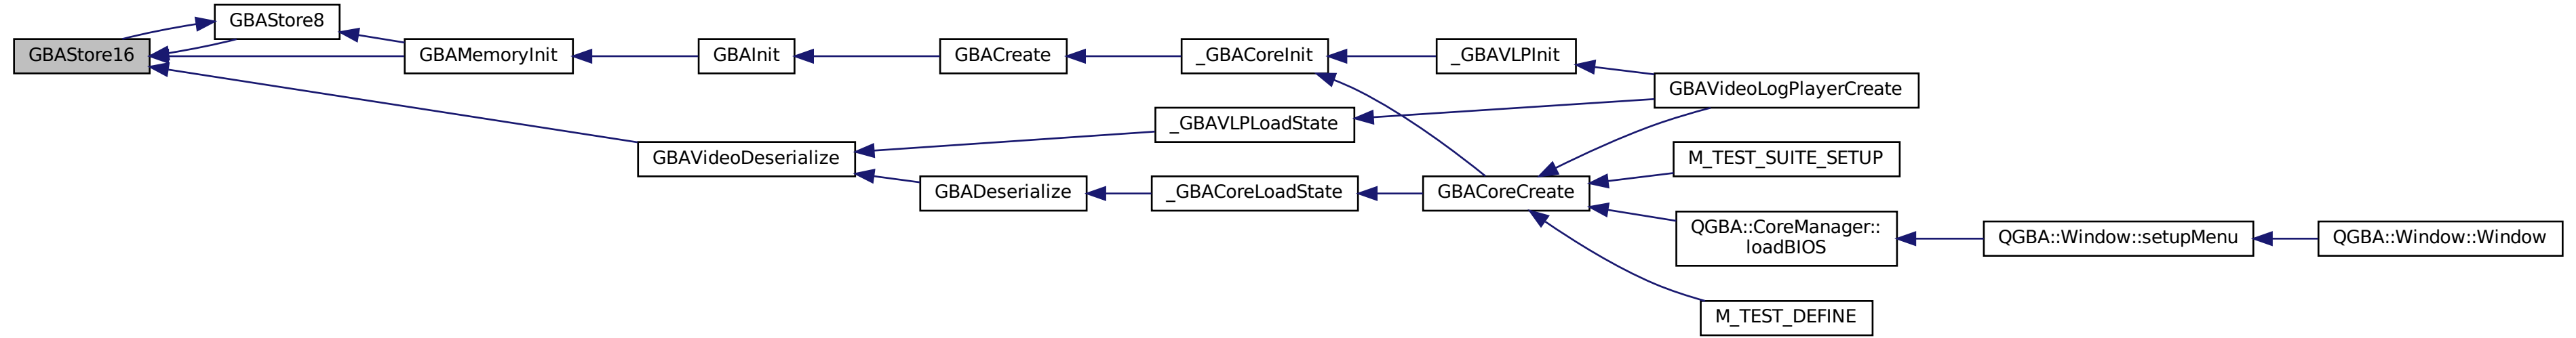 GBAStore8
GBAStore16
GBAMemoryInit
GBAInit
GBACreate
_GBACoreInit
_GBAVLPInit
GBAVideoLogPlayerCreate
_GBAVLPLoadState
GBAVideoDeserialize
M_TEST_SUITE_SETUP
GBADeserialize
_GBACoreLoadState
GBACoreCreate
QGBA::CoreManager::
loadBIOS
QGBA::Window::setupMenu
QGBA::Window::Window
M_TEST_DEFINE